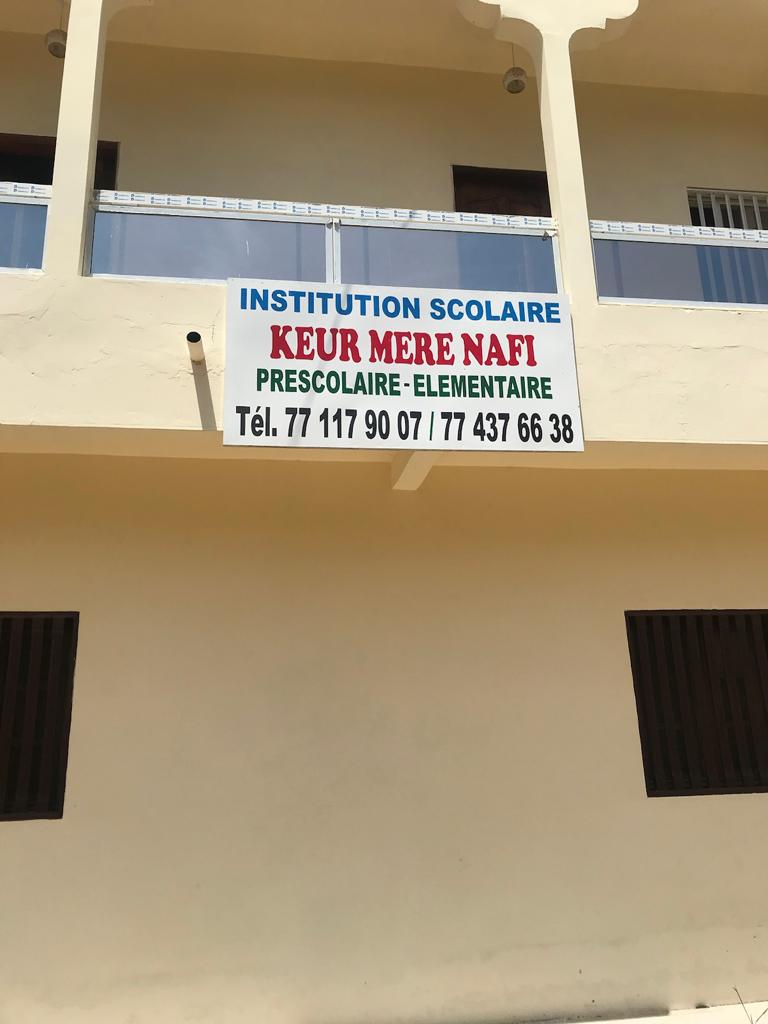 INSTITUTION SCOLAIRE
KEUR MERE NAFI
PRESCOLAIRE - ELEMENTAIRE
Tél. 77 117 90 07 / 77 437 66 38